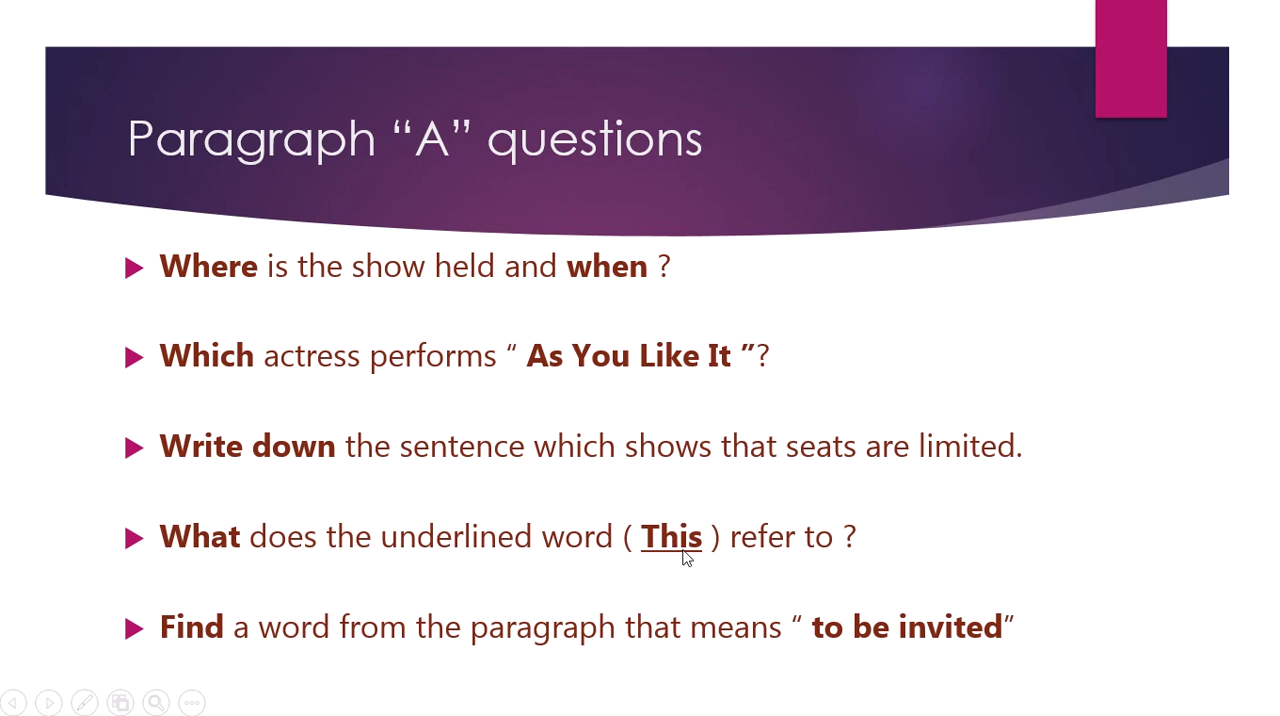 Paragraph “A” questions
Where is the show held and when ?
Which actress performs “ As You Like It ”?
Write down the sentence which shows that seats are limited.
What does the underlined word ( This ) refer to ?
Find a word from the paragraph that means “ to be invited”